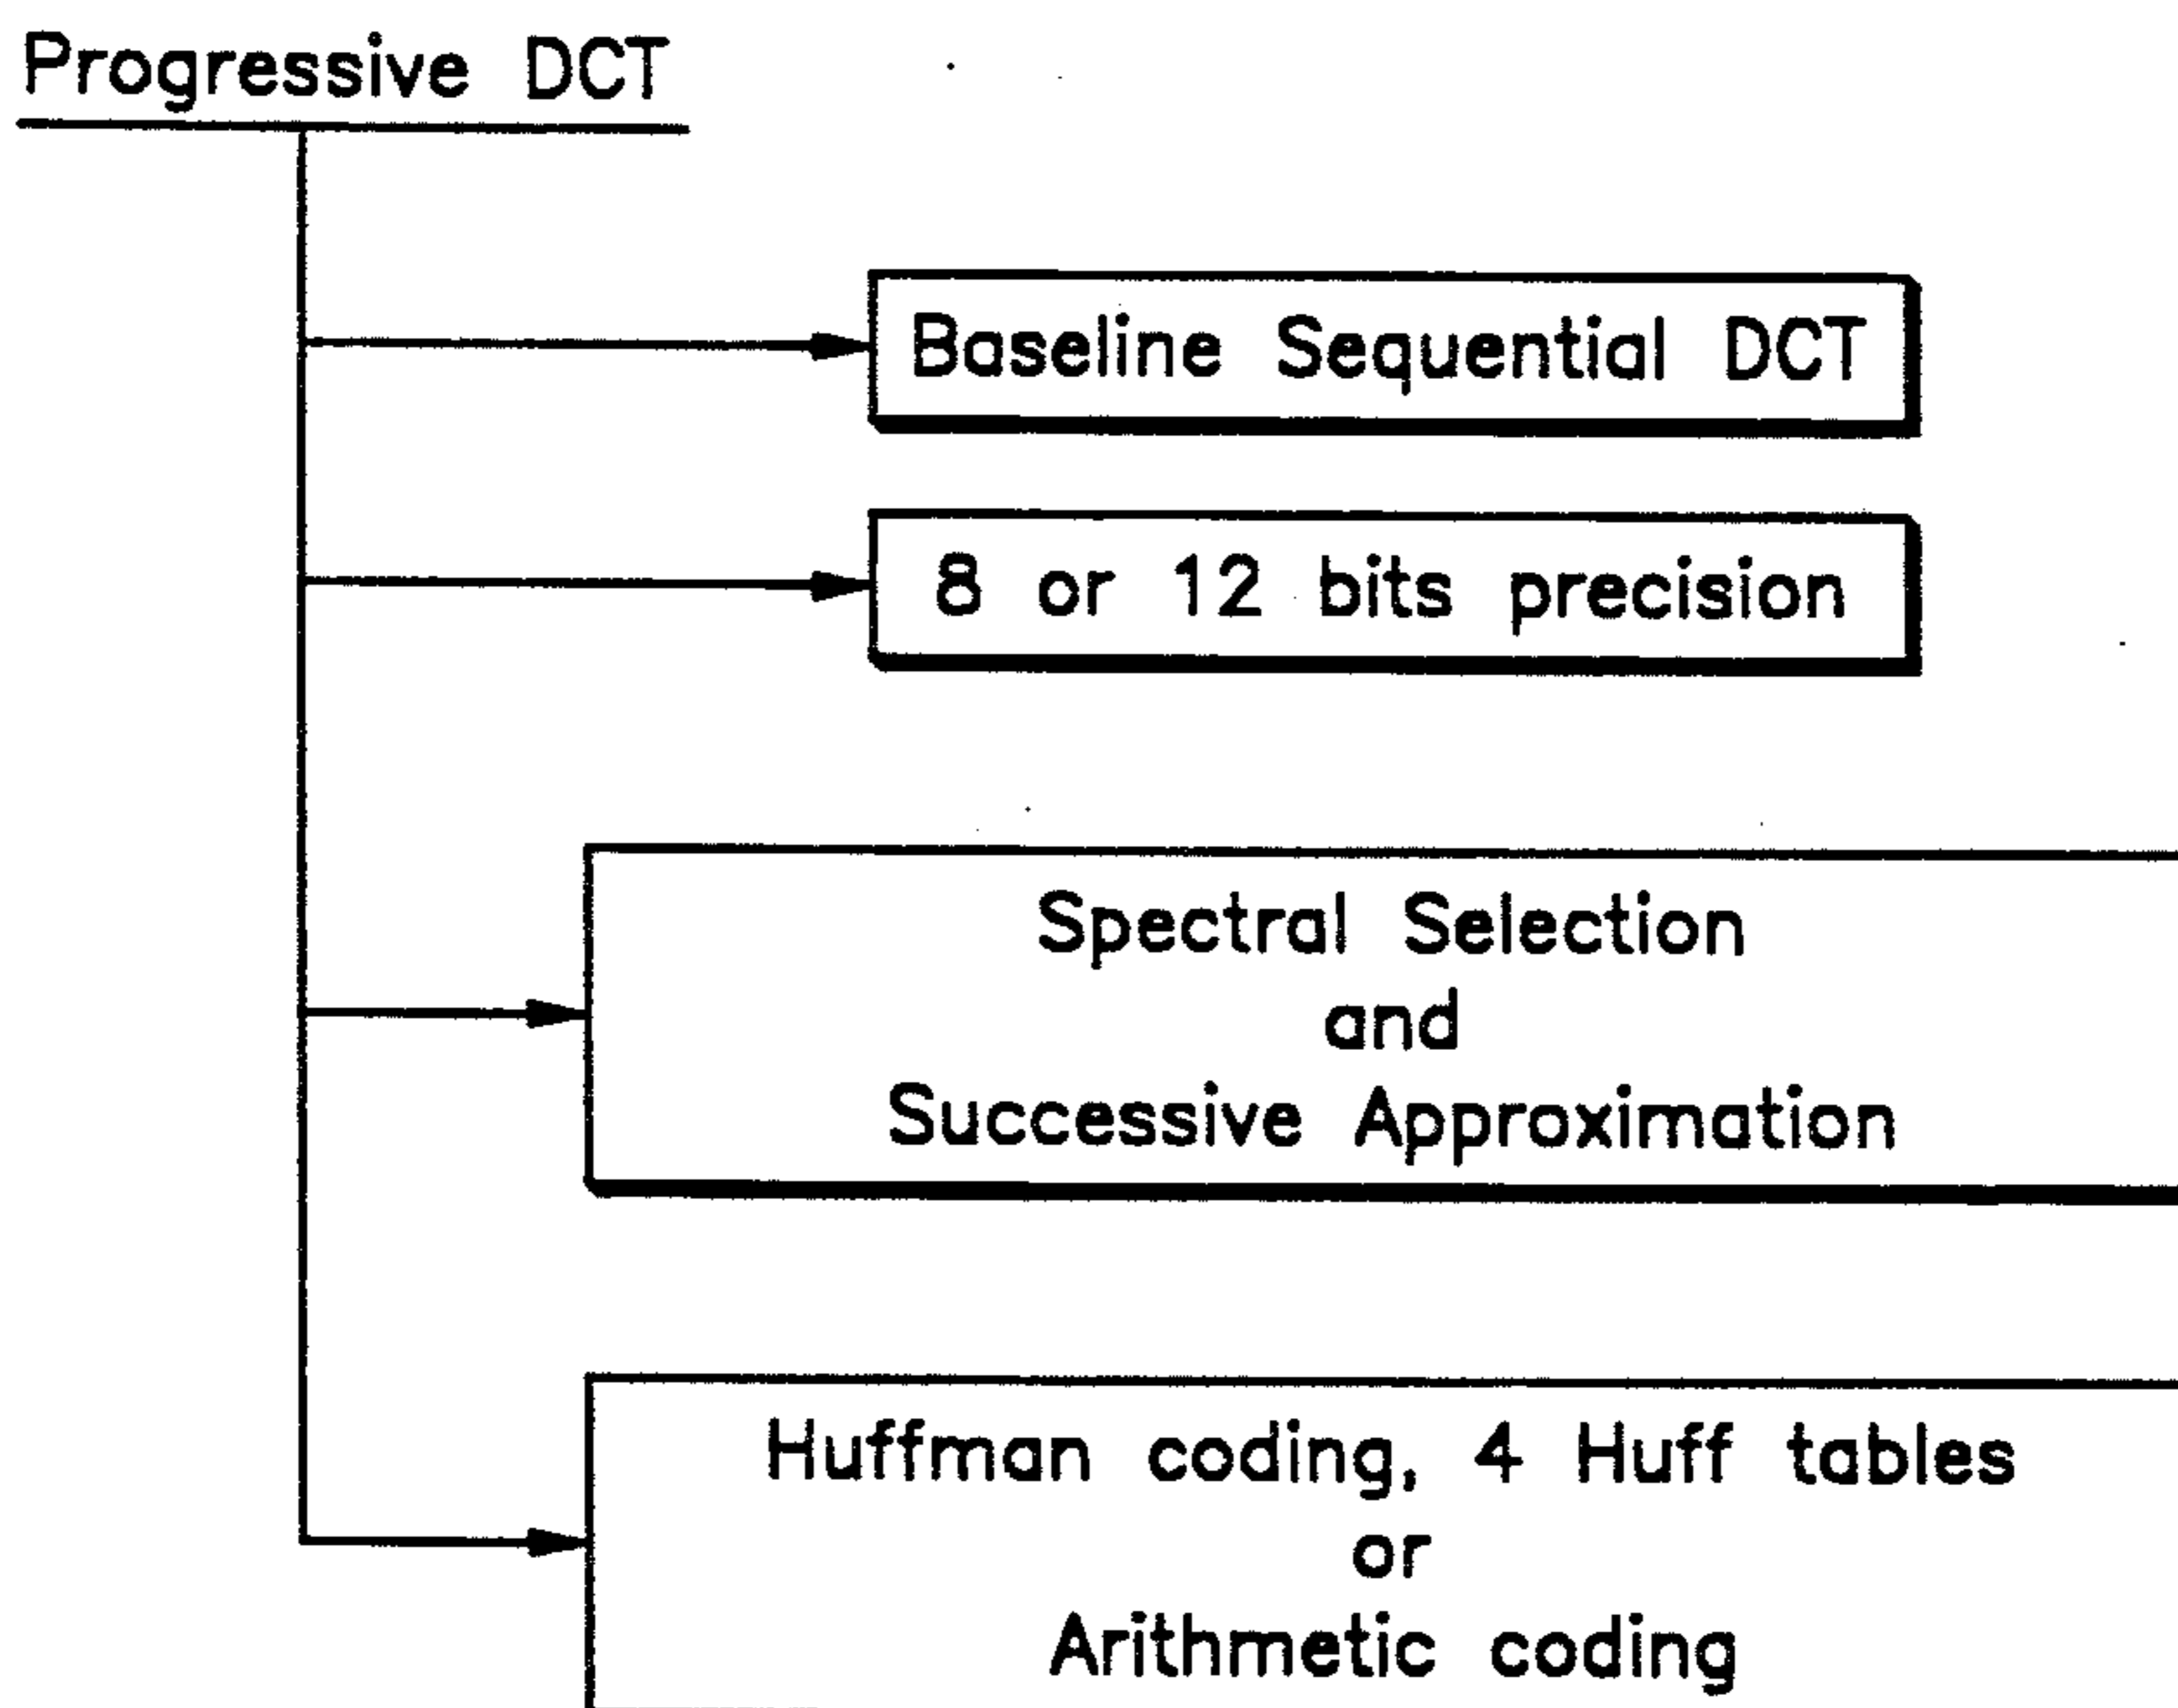 Progressive DCT
Baseline Sequential DCT
8 or 12 bits precision
Spectral Selection
and
Successive Approximation
Huffman coding, 4 Huff tables
or
Arithmetic coding